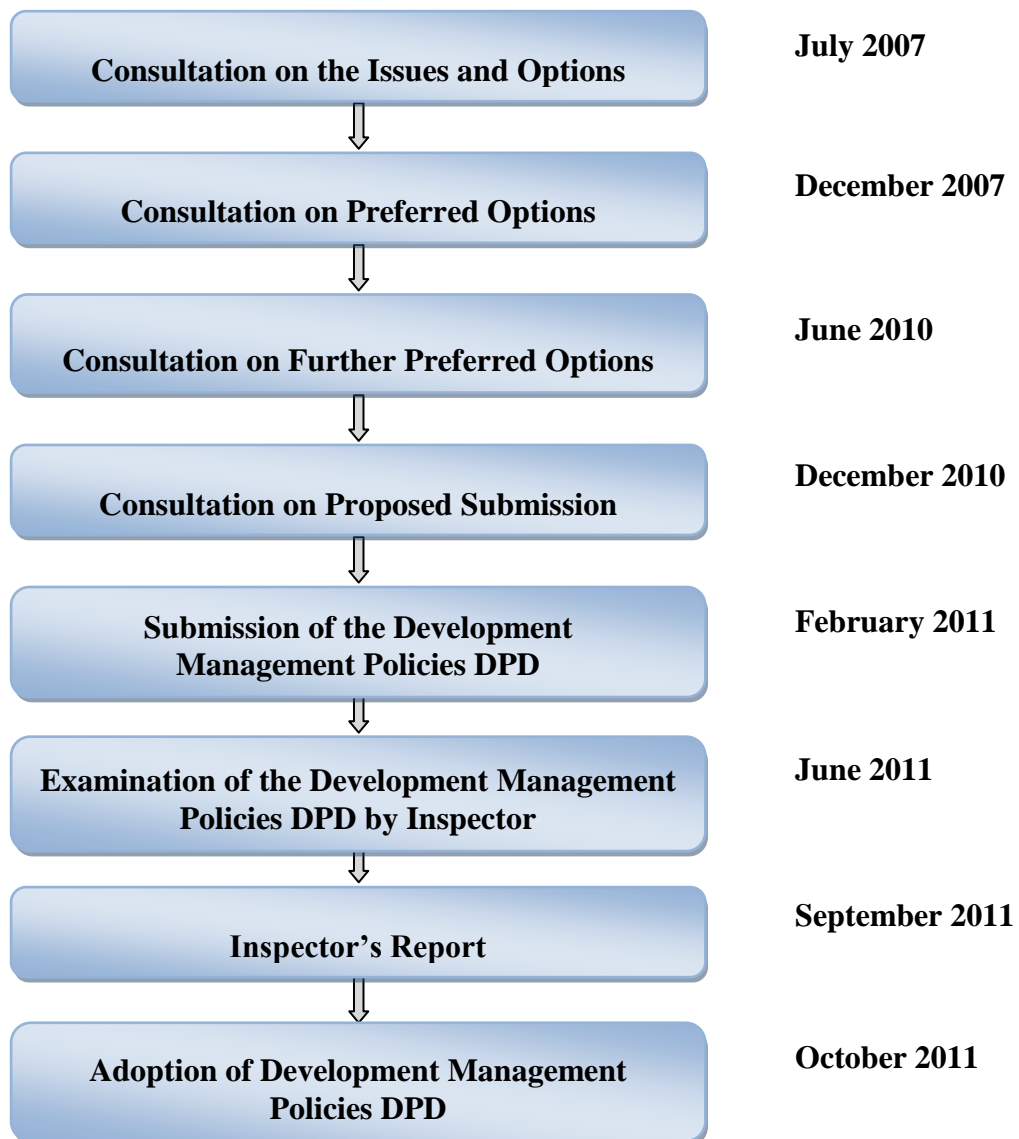 Consultation on the Issues and Options
July 2007
Consultation on Preferred Options
December 2007
Consultation on Further Preferred Options
June 2010
Consultation on Proposed Submission
December 2010
Submission of the Development
Management Policies DPD
February 2011
Examination of the Development Management
Policies DPD by Inspector
June 2011
Inspector’s Report
September 2011
Adoption of Development Management
Policies DPD
October 2011